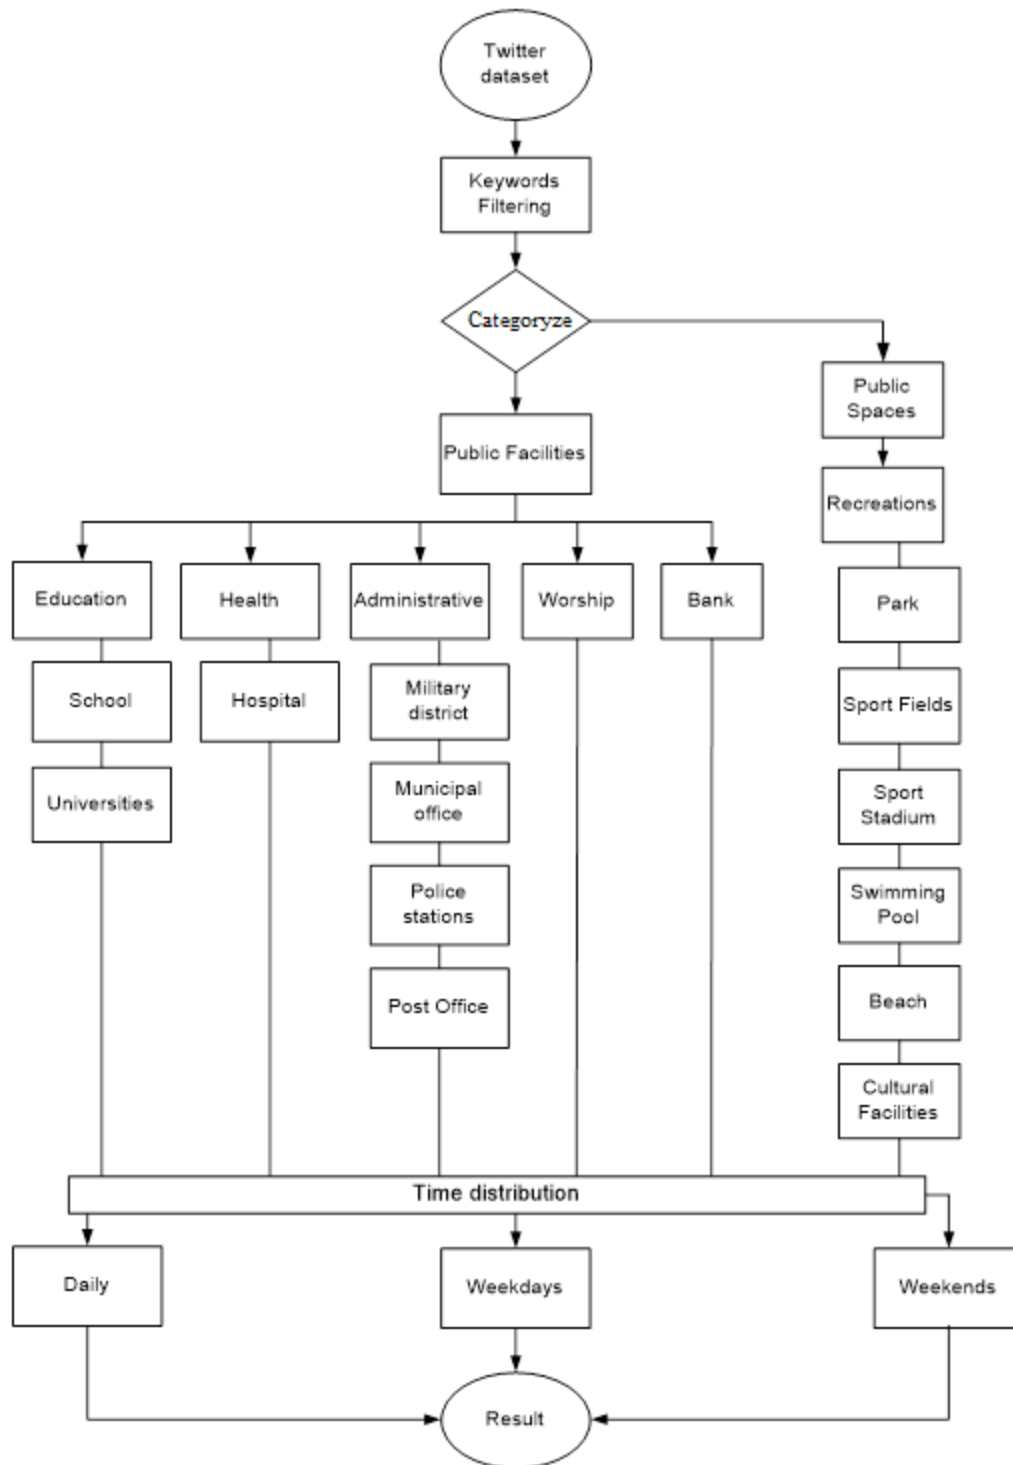 Twitter
dataset
Keywords
Filtering
Categoryze
Public
Spaces
Public Facilities
Recreations
Education
Health
Administrative
Worship
Bank
Park
School
Hospital
Military
district
Sport Fields
Universities
Municipal
office
Sport
Stadium
Police
stations
Swimming
Pool
Post Office
Beach
Cultural
Facilities
Time distribution
Daily
Weekdays
Weekends
Result